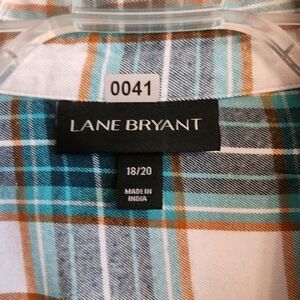 0041
LANE BRYANT
18/20
MADE IN
INDIA